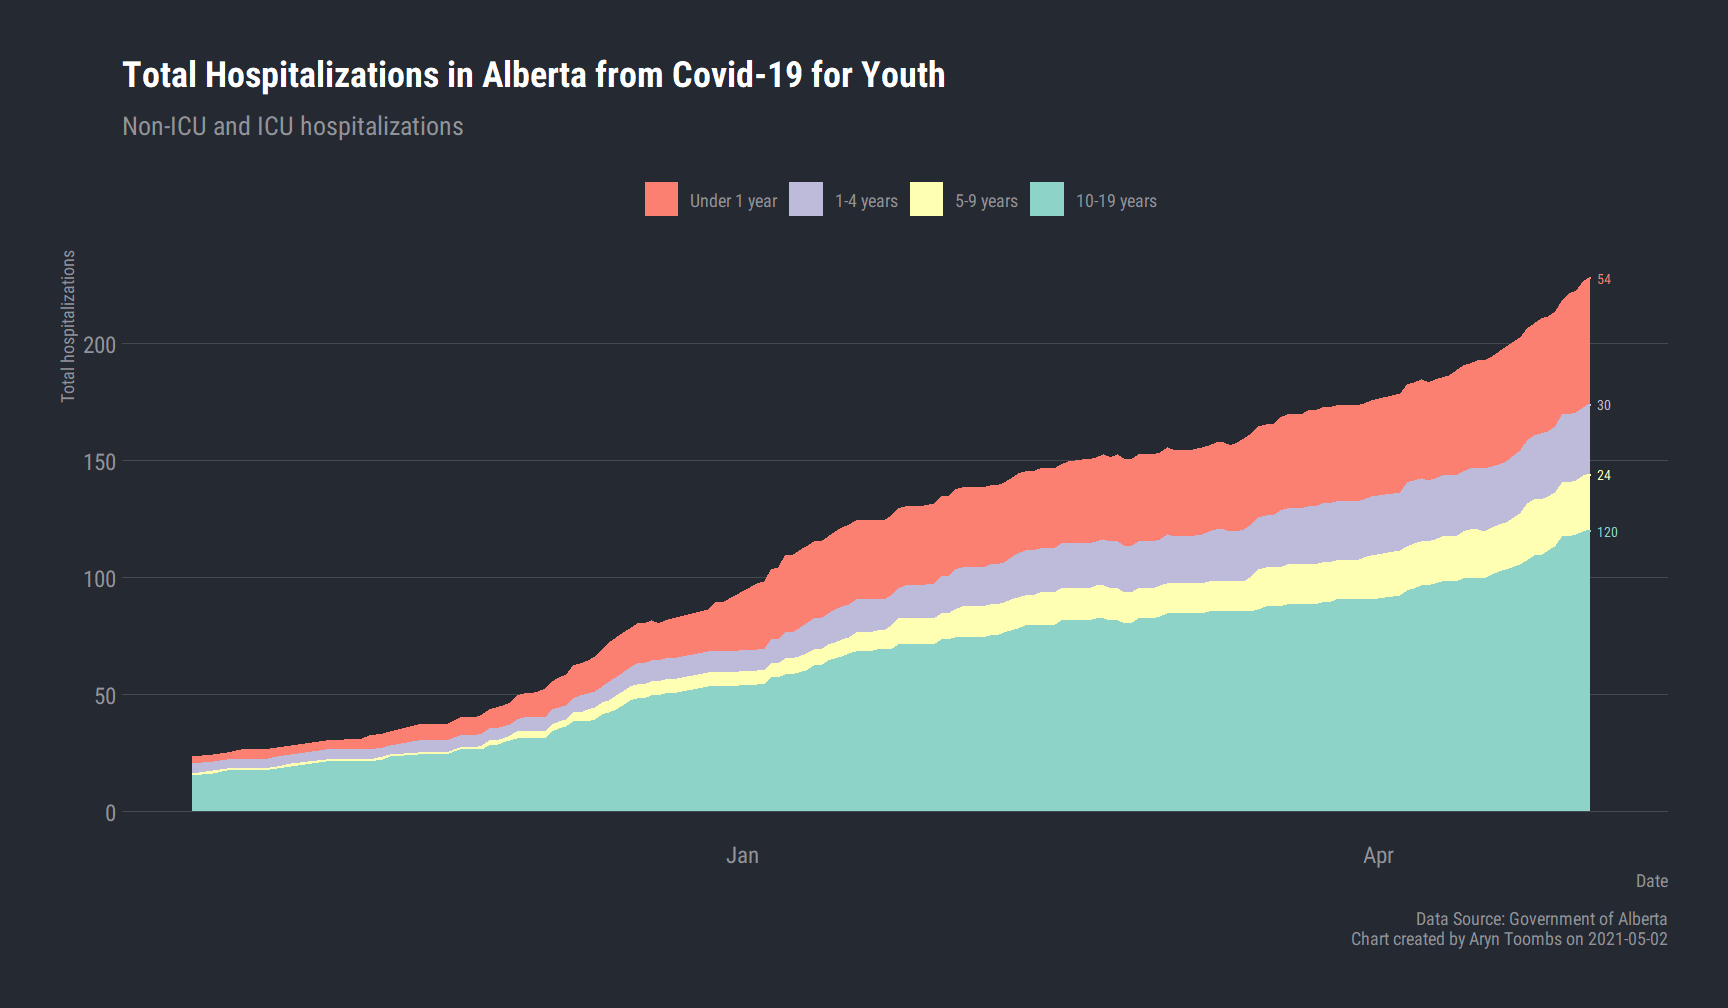 Total Hospitalizations in Alberta from Covid-19 for Youth
Non-ICU and ICU hospitalizations
Under 1 year
1-4 years
5-9 years
10-19 years
Total hospitalizations
200
150
100
50
0
54
30
24
120
Jan
Apr
Date
Data Source: Government of Alberta
Chart created by Aryn Toombs on 2021-05-02